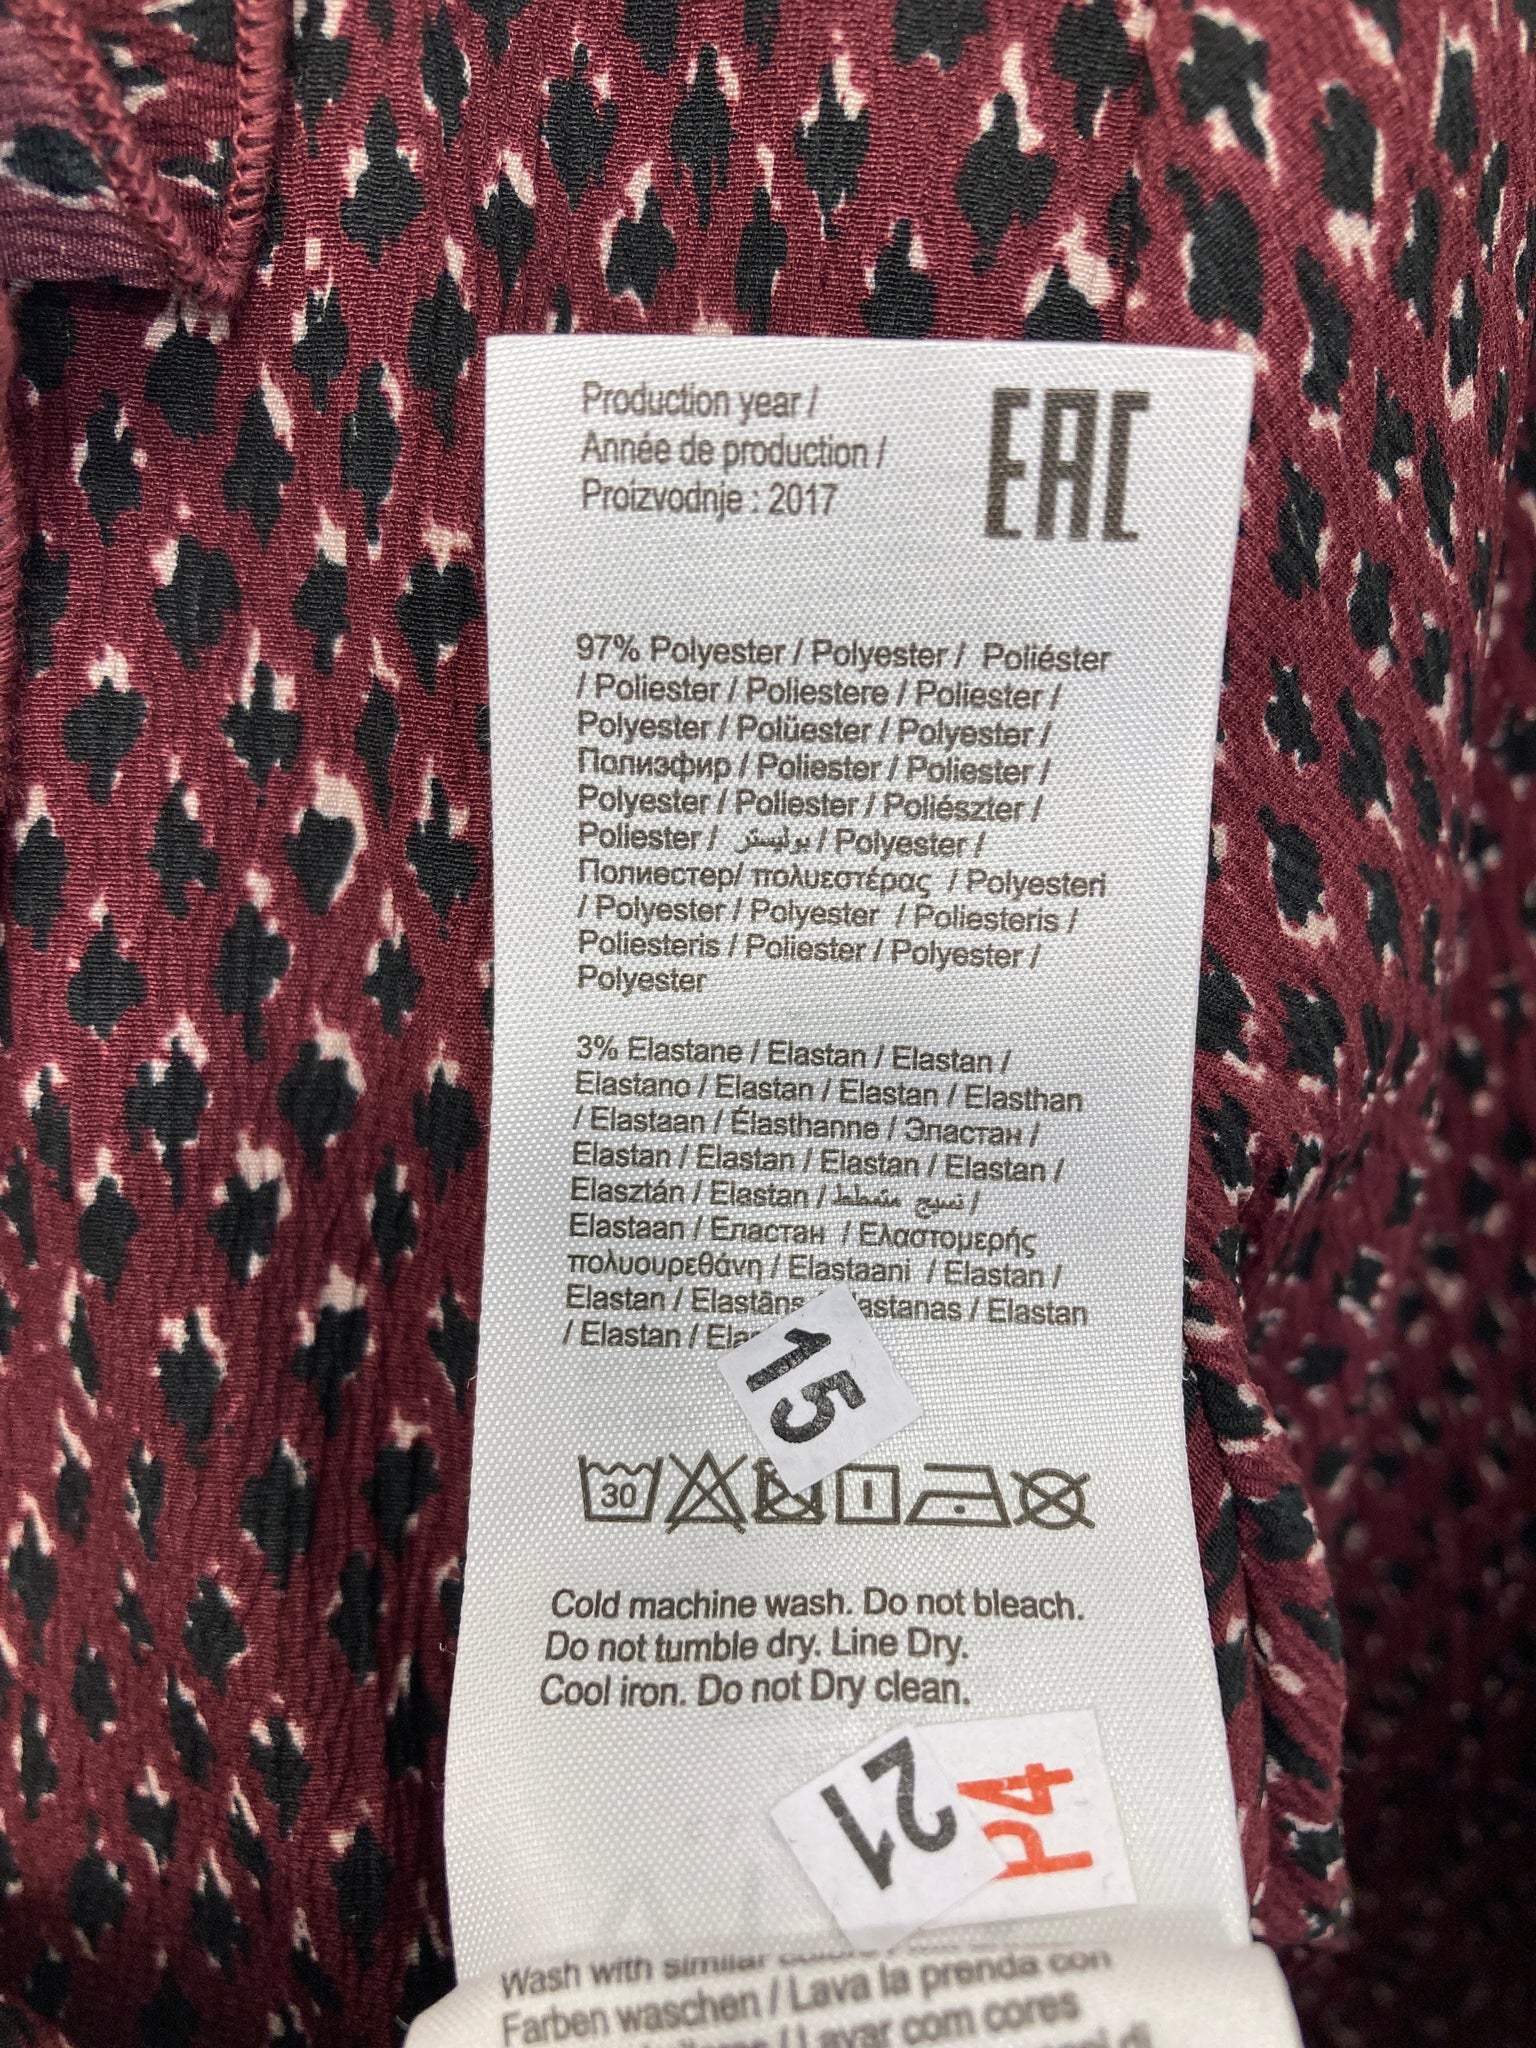 Production year /
Année de production /
Proizvodnje : 2017
EAC
97% Polyester / Polyester / Poliéster
/ Poliester / Poliestere / Poliester /
Polyester / Polüester / Polyester /
Полиэфир / Poliester / Poliester /
Polyester / Poliester / Poliészter /
Poliester / بوليستر / Polyester /
Полиестер/ πολυεστέρας / Polyesteri
/ Polyester / Polyester / Poliesteris /
Poliesteris / Poliester / Polyester /
Polyester
3% Elastane / Elastan / Elastan /
Elastano / Elastan / Elastan / Elasthan
/ Elastaan / Élasthanne / Эластан /
Elastan / Elastan / Elastan / Elastan /
Elasztán / Elastan / نسيج متمطط /
Elastaan / Еластан / Ελαστομερής
πολυουρεθάνη / Elastaani / Elastan /
Elastan / Elastāns lastanas / Elastan
/ Elastan / Elas
15
30
Cold machine wash. Do not bleach.
Do not tumble dry. Line Dry.
Cool iron. Do not Dry clean.
21
P4
Wash with similar colors /
Farben waschen / Lava la prenda con
/ Lavar com cores